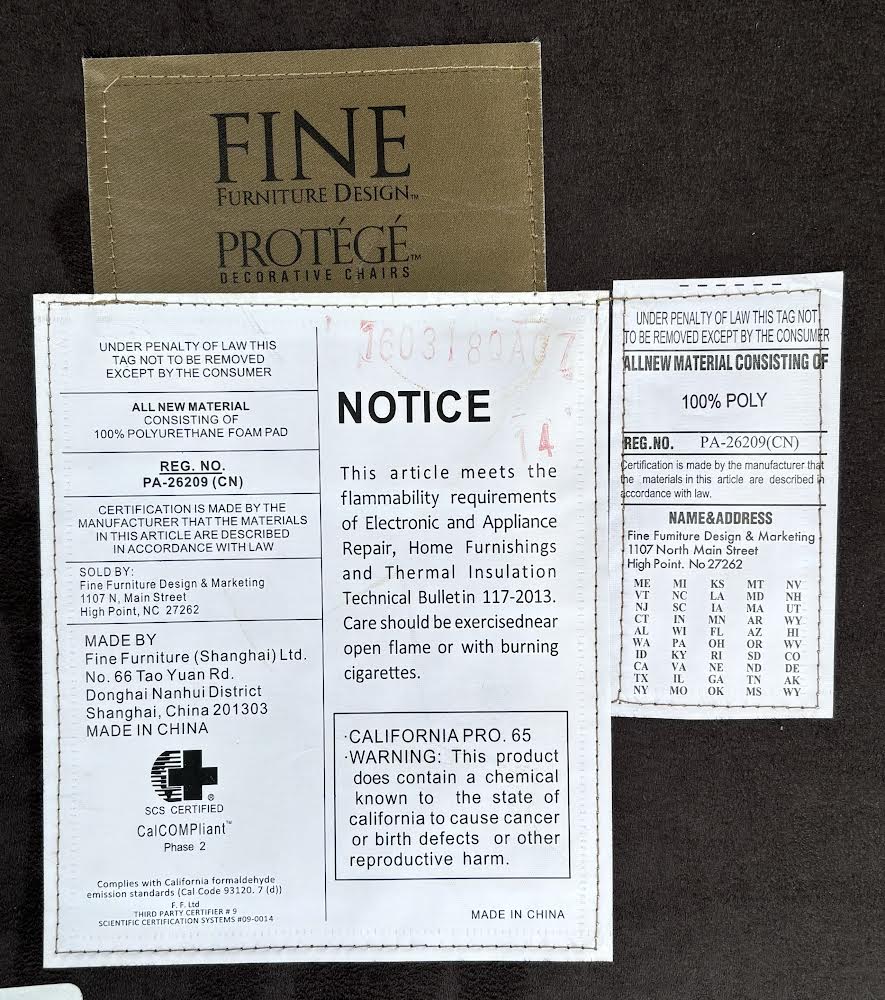 FINE
FURNITURE DESIGN™
PROTÉGÉ™
DECORATIVE CHAIRS
UNDER PENALTY OF LAW THIS
TAG NOT TO BE REMOVED
EXCEPT BY THE CONSUMER
ALL NEW MATERIAL
CONSISTING OF
100% POLYURETHANE FOAM PAD
REG. NO.
PA-26209 (CN)
CERTIFICATION IS MADE BY THE
MANUFACTURER THAT THE MATERIALS
IN THIS ARTICLE ARE DESCRIBED
IN ACCORDANCE WITH LAW
SOLD BY:
Fine Furniture Design & Marketing
1107 N, Main Street
High Point, NC 27262
MADE BY
Fine Furniture (Shanghai) Ltd.
No. 66 Tao Yuan Rd.
Donghai Nanhui District
Shanghai, China 201303
MADE IN CHINA
®
SCS CERTIFIED
CalCOMPliant™
Phase 2
Complies with California formaldehyde
emission standards (Cal Code 93120. 7 (d))
F. F. Ltd
THIRD PARTY CERTIFIER # 9
SCIENTIFIC CERTIFICATION SYSTEMS #09-0014
NOTICE
14
This article meets the
flammability requirements
of Electronic and Appliance
Repair, Home Furnishings
and Thermal Insulation
Technical Bulletin 117-2013.
Care should be exercisednear
open flame or with burning
cigarettes.
·CALIFORNIA PRO. 65
·WARNING: This product
does contain a chemical
known to the state of
california to cause cancer
or birth defects or other
reproductive harm.
MADE IN CHINA
UNDER PENALTY OF LAW THIS TAG NOT
TO BE REMOVED EXCEPT BY THE CONSUMER
ALLNEW MATERIAL CONSISTING OF
100% POLY
REG.NO. PA-26209(CN)
Certification is made by the manufacturer that
the materials in this article are described in
accordance with law.
NAME&ADDRESS
Fine Furniture Design & Marketing
1107 North Main Street
High Point. No 27262
ME MI KS MT NV
VT NC LA MD NH
NJ SC IA MA UT
CT IN MN AR WY
AL WI FL AZ HI
WA PA OH OR WV
ID KY RI SD CO
CA VA NE ND DE
TX IL GA TN AK
NY MO OK MS WY